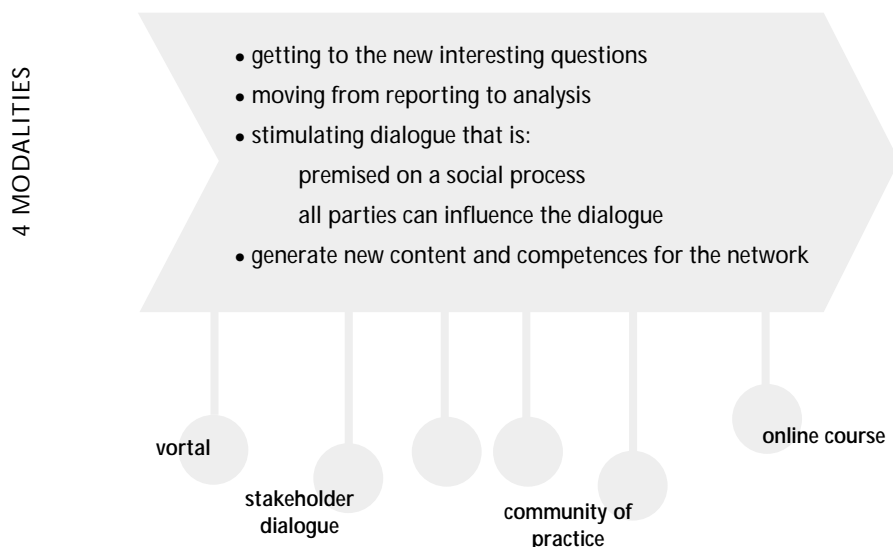 4 MODALITIES
• getting to the new interesting questions
• moving from reporting to analysis
• stimulating dialogue that is:
premised on a social process
all parties can influence the dialogue
• generate new content and competences for the network
vortal
stakeholder
dialogue
community of
practice
online course